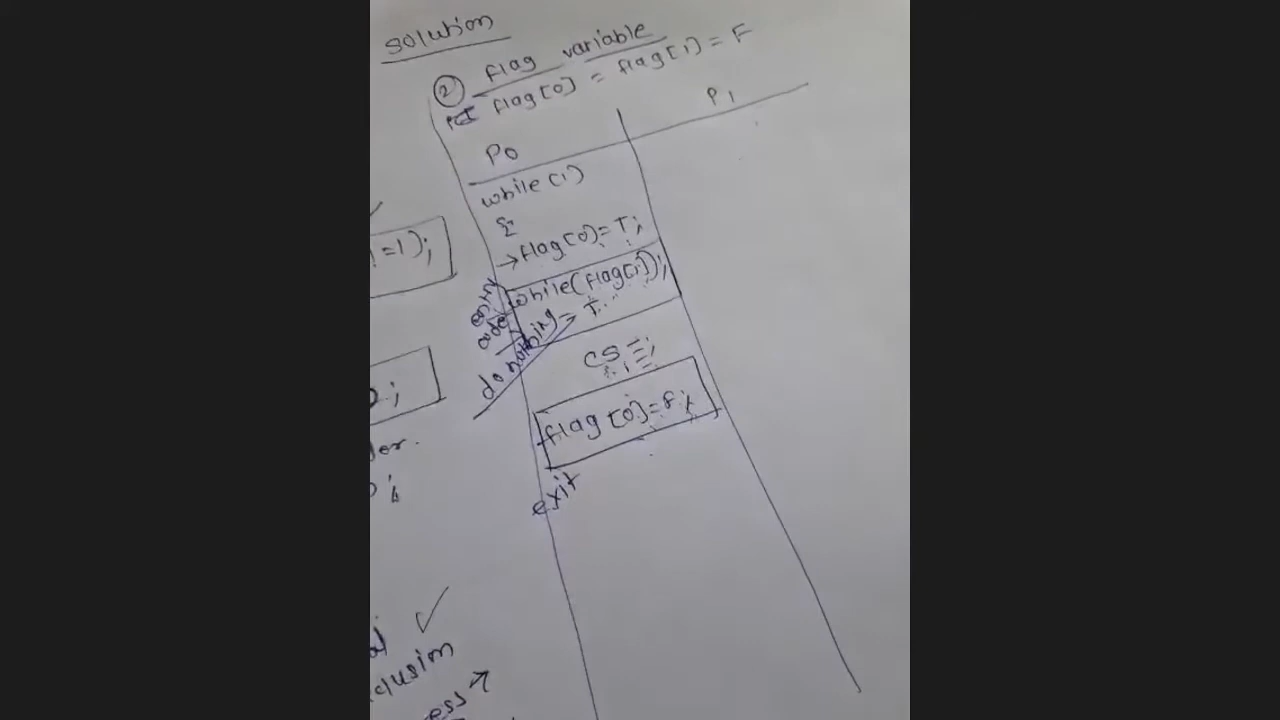 solution
② flag variable
flag[0] = flag[1] = F
P0
P1
while(1)
{
→ flag[0] = T;
while(flag[1]);
do nothing = T
entry
code
CS
flag[0] = F;
exit
!=1);
clusion